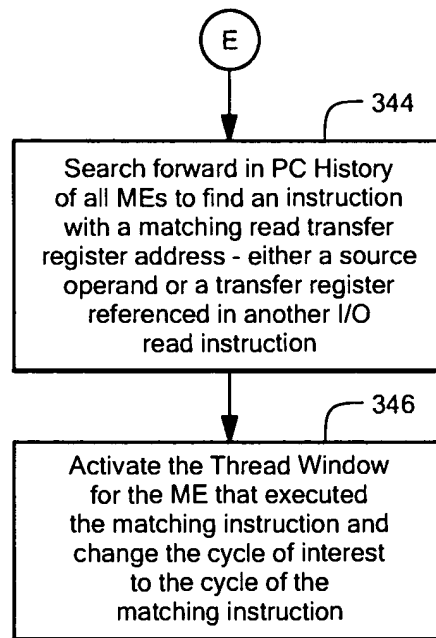 E
344
Search forward in PC History
of all MEs to find an instruction
with a matching read transfer
register address - either a source
operand or a transfer register
referenced in another I/O
read instruction
346
Activate the Thread Window
for the ME that executed
the matching instruction and
change the cycle of interest
to the cycle of the
matching instruction